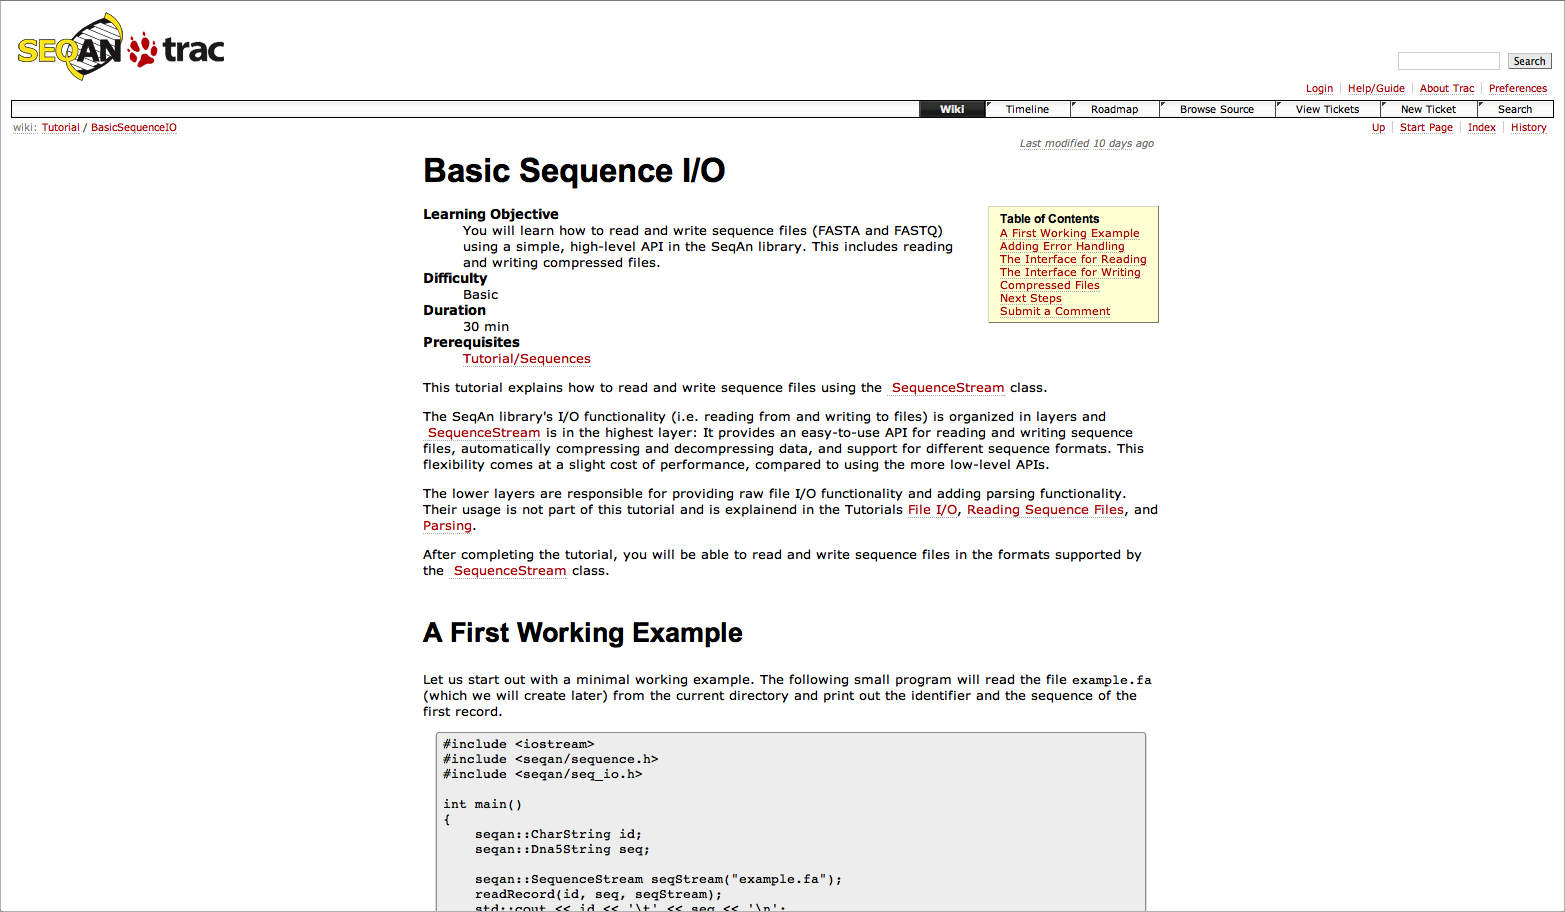 SEQAN trac
Search
Login Help/Guide About Trac Preferences
Wiki Timeline Roadmap Browse Source View Tickets New Ticket Search
wiki: Tutorial / BasicSequenceIO
Up Start Page Index History
Last modified 10 days ago
Basic Sequence I/O
Learning Objective
You will learn how to read and write sequence files (FASTA and FASTQ)
using a simple, high-level API in the SeqAn library. This includes reading
and writing compressed files.
Difficulty
Basic
Duration
30 min
Prerequisites
Tutorial/Sequences
Table of Contents
A First Working Example
Adding Error Handling
The Interface for Reading
The Interface for Writing
Compressed Files
Next Steps
Submit a Comment
This tutorial explains how to read and write sequence files using the SequenceStream class.
The SeqAn library's I/O functionality (i.e. reading from and writing to files) is organized in layers and
SequenceStream is in the highest layer: It provides an easy-to-use API for reading and writing sequence
files, automatically compressing and decompressing data, and support for different sequence formats. This
flexibility comes at a slight cost of performance, compared to using the more low-level APIs.
The lower layers are responsible for providing raw file I/O functionality and adding parsing functionality.
Their usage is not part of this tutorial and is explainend in the Tutorials File I/O, Reading Sequence Files, and
Parsing.
After completing the tutorial, you will be able to read and write sequence files in the formats supported by
the SequenceStream class.
A First Working Example
Let us start out with a minimal working example. The following small program will read the file example.fa
(which we will create later) from the current directory and print out the identifier and the sequence of the
first record.
#include <iostream>
#include <seqan/sequence.h>
#include <seqan/seq_io.h>
int main()
{
    seqan::CharString id;
    seqan::Dna5String seq;
    seqan::SequenceStream seqStream("example.fa");
    readRecord(id, seq, seqStream);
    std::cout << id << '\t' << seq << '\n';